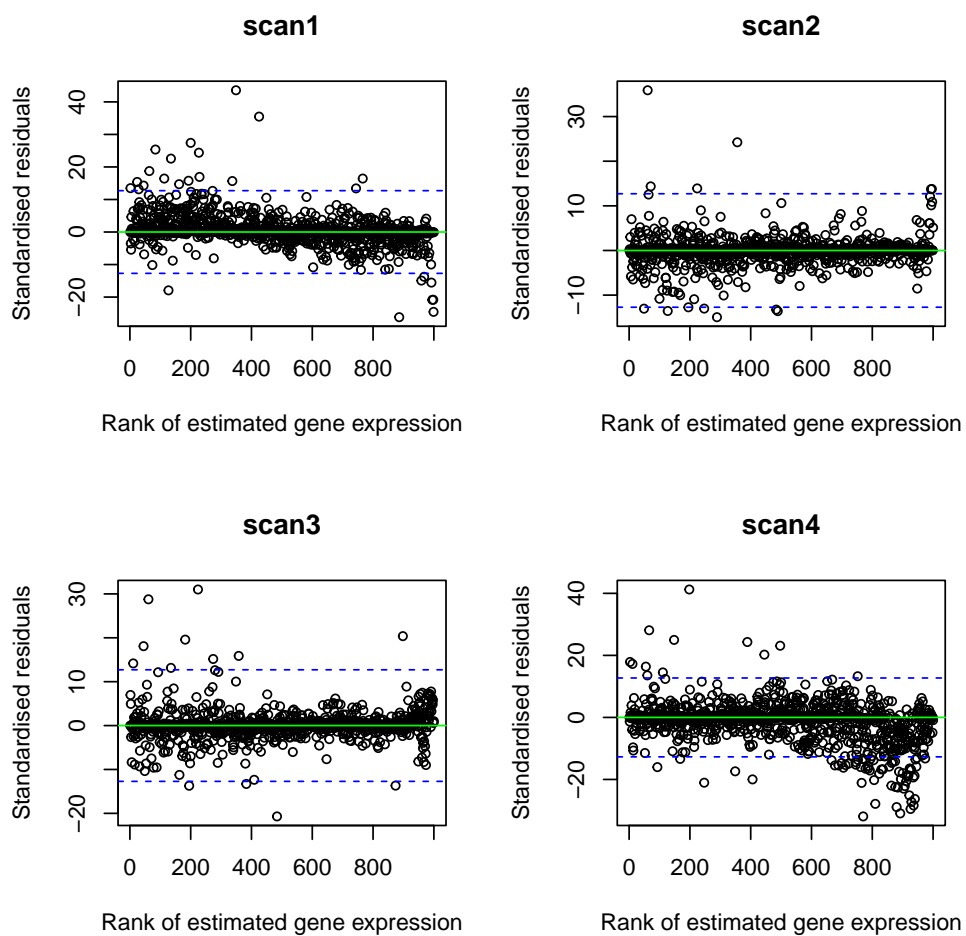 scan1
Standardised residuals
40
20
0
−20
0 200 400 600 800
Rank of estimated gene expression
scan2
Standardised residuals
30
10
−10
0 200 400 600 800
Rank of estimated gene expression
scan3
Standardised residuals
30
10
0
−20
0 200 400 600 800
Rank of estimated gene expression
scan4
Standardised residuals
40
20
0
−20
0 200 400 600 800
Rank of estimated gene expression